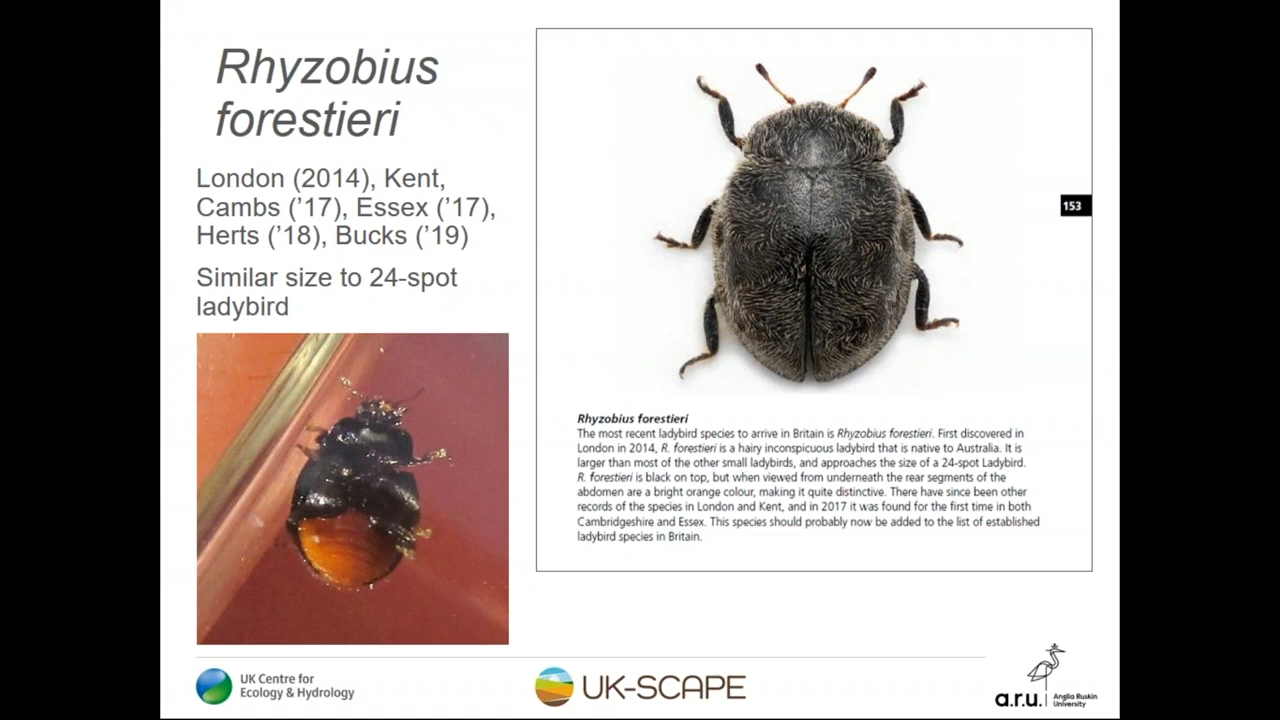 Rhyzobius
forestieri
London (2014), Kent,
Cambs (’17), Essex (’17),
Herts (’18), Bucks (’19)
Similar size to 24-spot
ladybird
153
Rhyzobius forestieri
The most recent ladybird species to arrive in Britain is Rhyzobius forestieri. First discovered in
London in 2014, R. forestieri is a hairy inconspicuous ladybird that is native to Australia. It is
larger than most of the other small ladybirds, and approaches the size of a 24-spot Ladybird.
R. forestieri is black on top, but when viewed from underneath the rear segments of the
abdomen are a bright orange colour, making it quite distinctive. There have since been other
records of the species in London and Kent, and in 2017 it was found for the first time in both
Cambridgeshire and Essex. This species should probably now be added to the list of established
ladybird species in Britain.
UK Centre for
Ecology & Hydrology
UK-SCAPE
a.r.u.
Anglia Ruskin
University